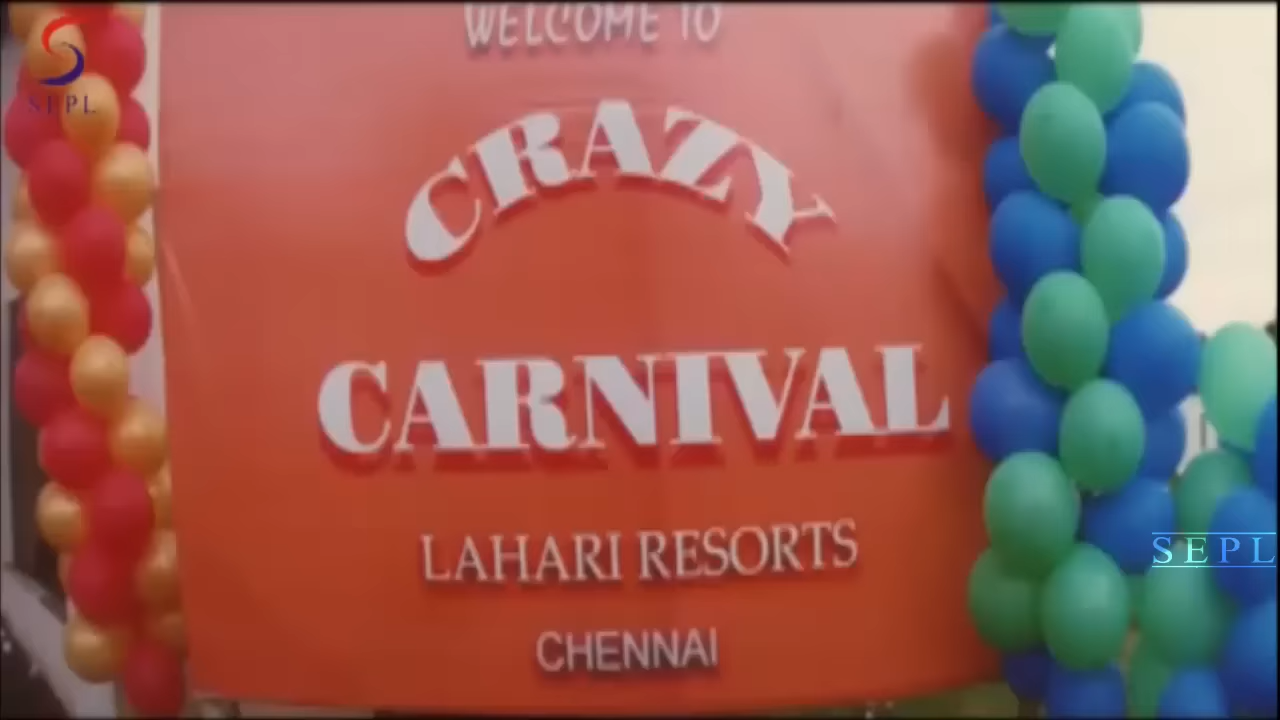 SEPL
WELCOME TO
CRAZY
CARNIVAL
LAHARI RESORTS
CHENNAI
SEPL